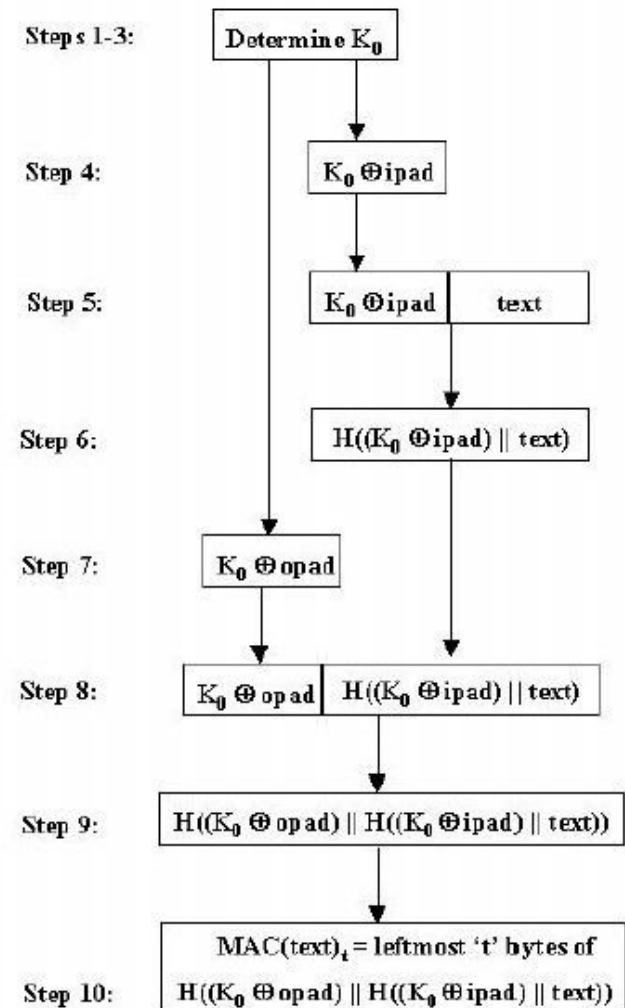 Steps 1-3: Determine K₀
Step 4: K₀ ⊕ipad
Step 5: K₀ ⊕ipad text
Step 6: H((K₀ ⊕ipad) || text)
Step 7: K₀ ⊕opad
Step 8: K₀ ⊕opad H((K₀ ⊕ipad) || text)
Step 9: H((K₀ ⊕opad) || H((K₀ ⊕ipad) || text))
MAC(text)ₜ = leftmost ‘t’ bytes of
Step 10: H((K₀ ⊕opad) || H((K₀ ⊕ipad) || text))